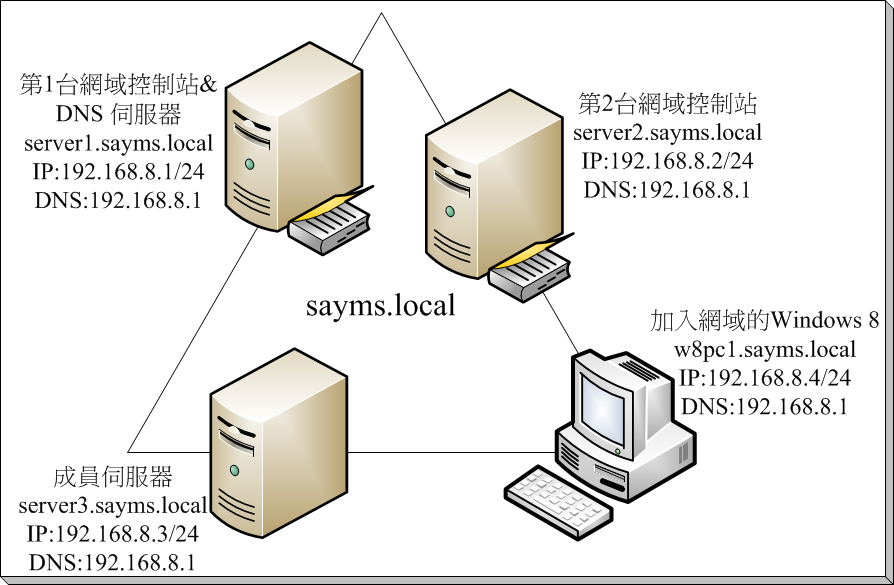 第1台網域控制站&
DNS 伺服器
server1.sayms.local
IP:192.168.8.1/24
DNS:192.168.8.1
第2台網域控制站
server2.sayms.local
IP:192.168.8.2/24
DNS:192.168.8.1
sayms.local
加入網域的Windows 8
w8pc1.sayms.local
IP:192.168.8.4/24
DNS:192.168.8.1
成員伺服器
server3.sayms.local
IP:192.168.8.3/24
DNS:192.168.8.1